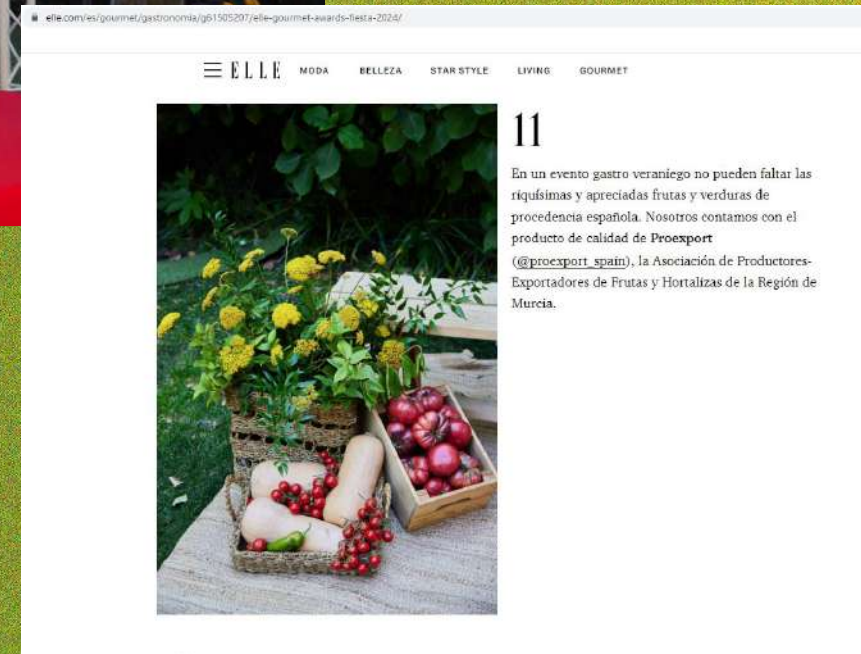 elle.com/es/gourmet/gastronomia/g61505207/elle-gourmet-awards-fiesta-2024/
ELLE MODA BELLEZA STAR STYLE LIVING GOURMET
11
En un evento gastro veraniego no pueden faltar las
riquísimas y apreciadas frutas y verduras de
procedencia española. Nosotros contamos con el
producto de calidad de Proexport
(@proexport_spain), la Asociación de Productores-
Exportadores de Frutas y Hortalizas de la Región de
Murcia.